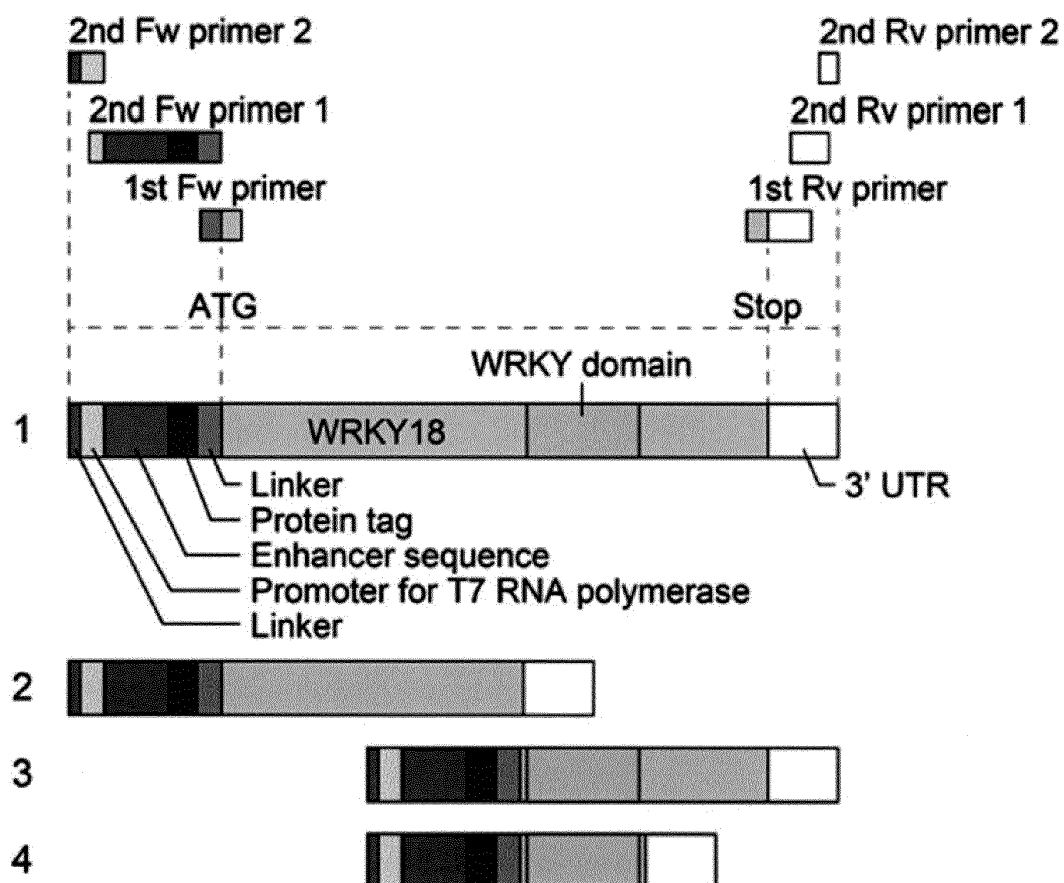 2nd Fw primer 2
2nd Rv primer 2
2nd Fw primer 1
2nd Rv primer 1
1st Fw primer
1st Rv primer
ATG
Stop
WRKY domain
1
WRKY18
Linker
3' UTR
Protein tag
Enhancer sequence
Promoter for T7 RNA polymerase
Linker
2
3
4